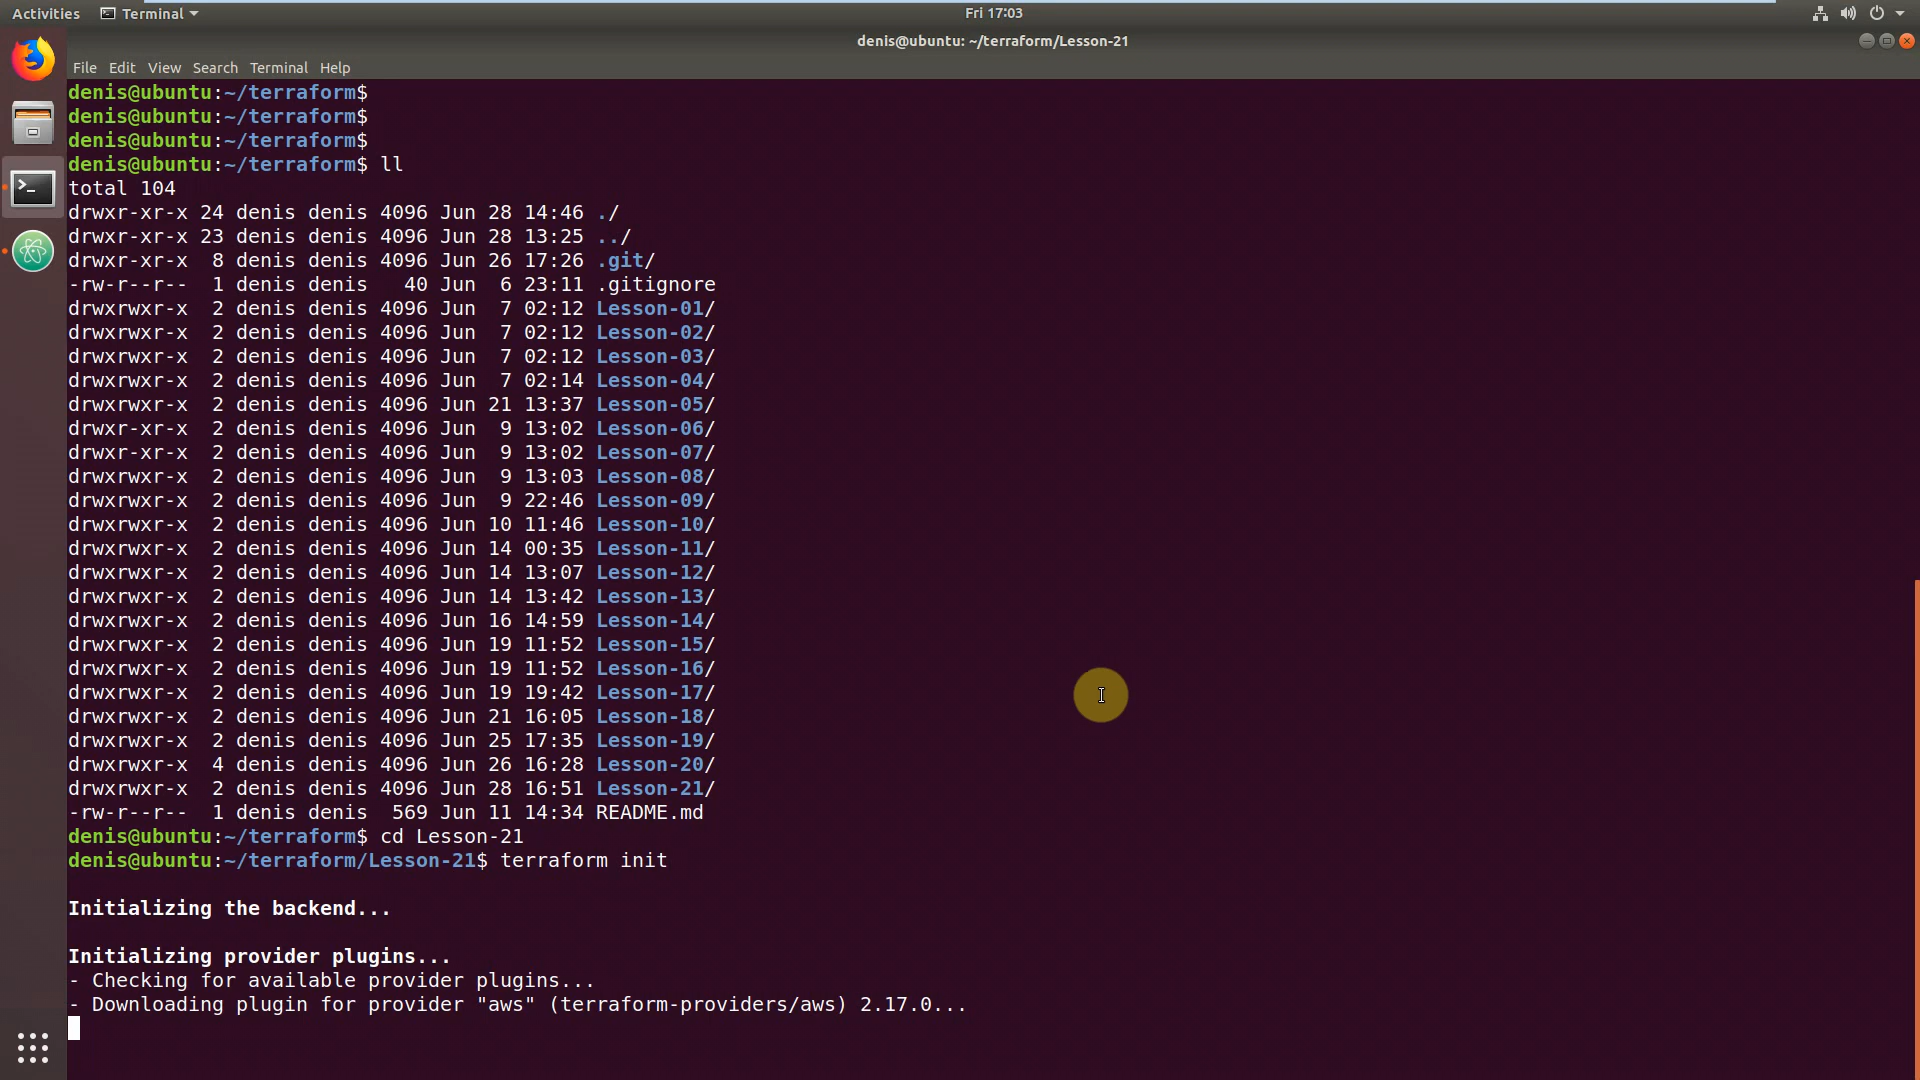 Activities Terminal Fri 17:03
denis@ubuntu: ~/terraform/Lesson-21
File Edit View Search Terminal Help
denis@ubuntu:~/terraform$
denis@ubuntu:~/terraform$
denis@ubuntu:~/terraform$
denis@ubuntu:~/terraform$ ll
total 104
drwxr-xr-x 24 denis denis 4096 Jun 28 14:46 ./
drwxr-xr-x 23 denis denis 4096 Jun 28 13:25 ../
drwxr-xr-x  8 denis denis 4096 Jun 26 17:26 .git/
-rw-r--r--  1 denis denis   40 Jun  6 23:11 .gitignore
drwxrwxr-x  2 denis denis 4096 Jun  7 02:12 Lesson-01/
drwxrwxr-x  2 denis denis 4096 Jun  7 02:12 Lesson-02/
drwxrwxr-x  2 denis denis 4096 Jun  7 02:12 Lesson-03/
drwxrwxr-x  2 denis denis 4096 Jun  7 02:14 Lesson-04/
drwxrwxr-x  2 denis denis 4096 Jun 21 13:37 Lesson-05/
drwxr-xr-x  2 denis denis 4096 Jun  9 13:02 Lesson-06/
drwxr-xr-x  2 denis denis 4096 Jun  9 13:02 Lesson-07/
drwxrwxr-x  2 denis denis 4096 Jun  9 13:03 Lesson-08/
drwxrwxr-x  2 denis denis 4096 Jun  9 22:46 Lesson-09/
drwxrwxr-x  2 denis denis 4096 Jun 10 11:46 Lesson-10/
drwxrwxr-x  2 denis denis 4096 Jun 14 00:35 Lesson-11/
drwxrwxr-x  2 denis denis 4096 Jun 14 13:07 Lesson-12/
drwxrwxr-x  2 denis denis 4096 Jun 14 13:42 Lesson-13/
drwxrwxr-x  2 denis denis 4096 Jun 16 14:59 Lesson-14/
drwxrwxr-x  2 denis denis 4096 Jun 19 11:52 Lesson-15/
drwxrwxr-x  2 denis denis 4096 Jun 19 11:52 Lesson-16/
drwxrwxr-x  2 denis denis 4096 Jun 19 19:42 Lesson-17/
drwxrwxr-x  2 denis denis 4096 Jun 21 16:05 Lesson-18/
drwxrwxr-x  2 denis denis 4096 Jun 25 17:35 Lesson-19/
drwxrwxr-x  4 denis denis 4096 Jun 26 16:28 Lesson-20/
drwxrwxr-x  2 denis denis 4096 Jun 28 16:51 Lesson-21/
-rw-r--r--  1 denis denis  569 Jun 11 14:34 README.md
denis@ubuntu:~/terraform$ cd Lesson-21
denis@ubuntu:~/terraform/Lesson-21$ terraform init
Initializing the backend...
Initializing provider plugins...
- Checking for available provider plugins...
- Downloading plugin for provider "aws" (terraform-providers/aws) 2.17.0...